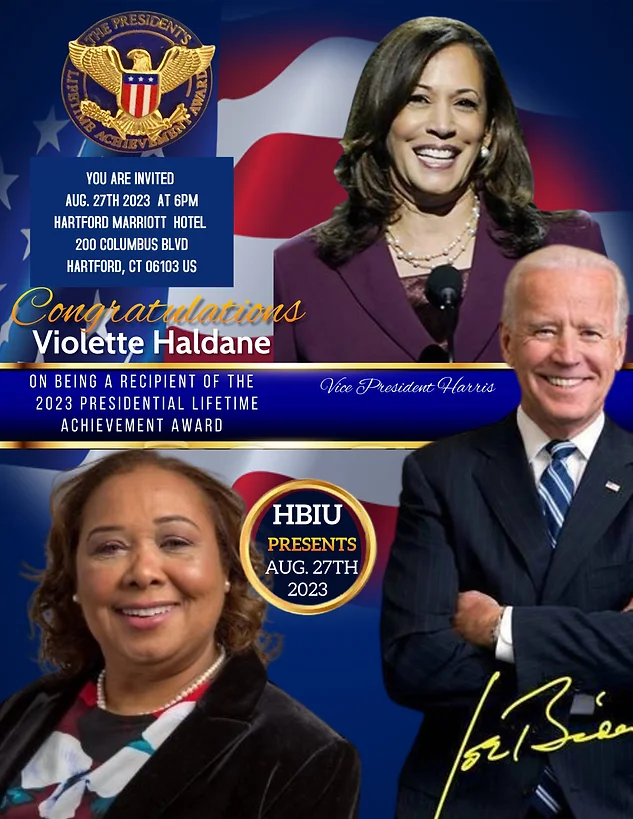 THE PRESIDENT'S
LIFETIME ACHIEVEMENT AWARD
YOU ARE INVITED
AUG. 27TH 2023 AT 6PM
HARTFORD MARRIOTT HOTEL
200 COLUMBUS BLVD
HARTFORD, CT 06103 US
Congratulations
Violette Haldane
ON BEING A RECIPIENT OF THE
2023 PRESIDENTIAL LIFETIME
ACHIEVEMENT AWARD
Vice President Harris
HBIU
PRESENTS
AUG. 27TH
2023
Joe Biden